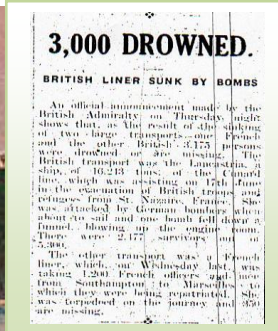 3,000 DROWNED.
BRITISH LINER SUNK BY BOMBS
An official announcement made by the
British Admiralty on Thursday night
shows that, as the result of the sinking
of two large transports, one French
and the other British, 3,175 persons
were drowned or are missing. The
British transport was the Lancastria, a
ship of 16,243 tons, of the Cunard
line, which was assisting on 17th June
in the evacuation of British troops and
refugees from St. Nazaire, France. She
was attacked by German bombers when
about to sail and one bomb fell down a
funnel, blowing up the engine room.
There were 2,477 survivors out of
The other transport was a French
liner, which, on Wednesday last, was
taking 1,200 French officers and men
from Southampton to Marseilles to
which they were being repatriated. She
was torpedoed on the journey and 950
are missing.